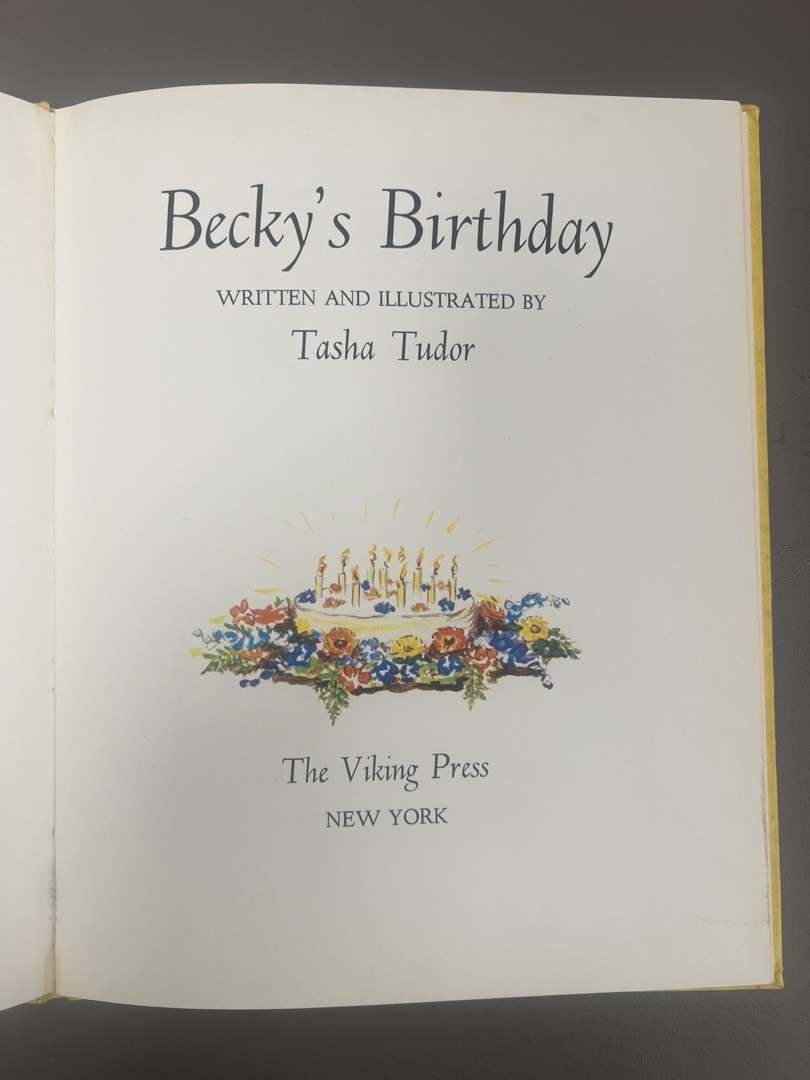 Becky's Birthday
WRITTEN AND ILLUSTRATED BY
Tasha Tudor
The Viking Press
NEW YORK